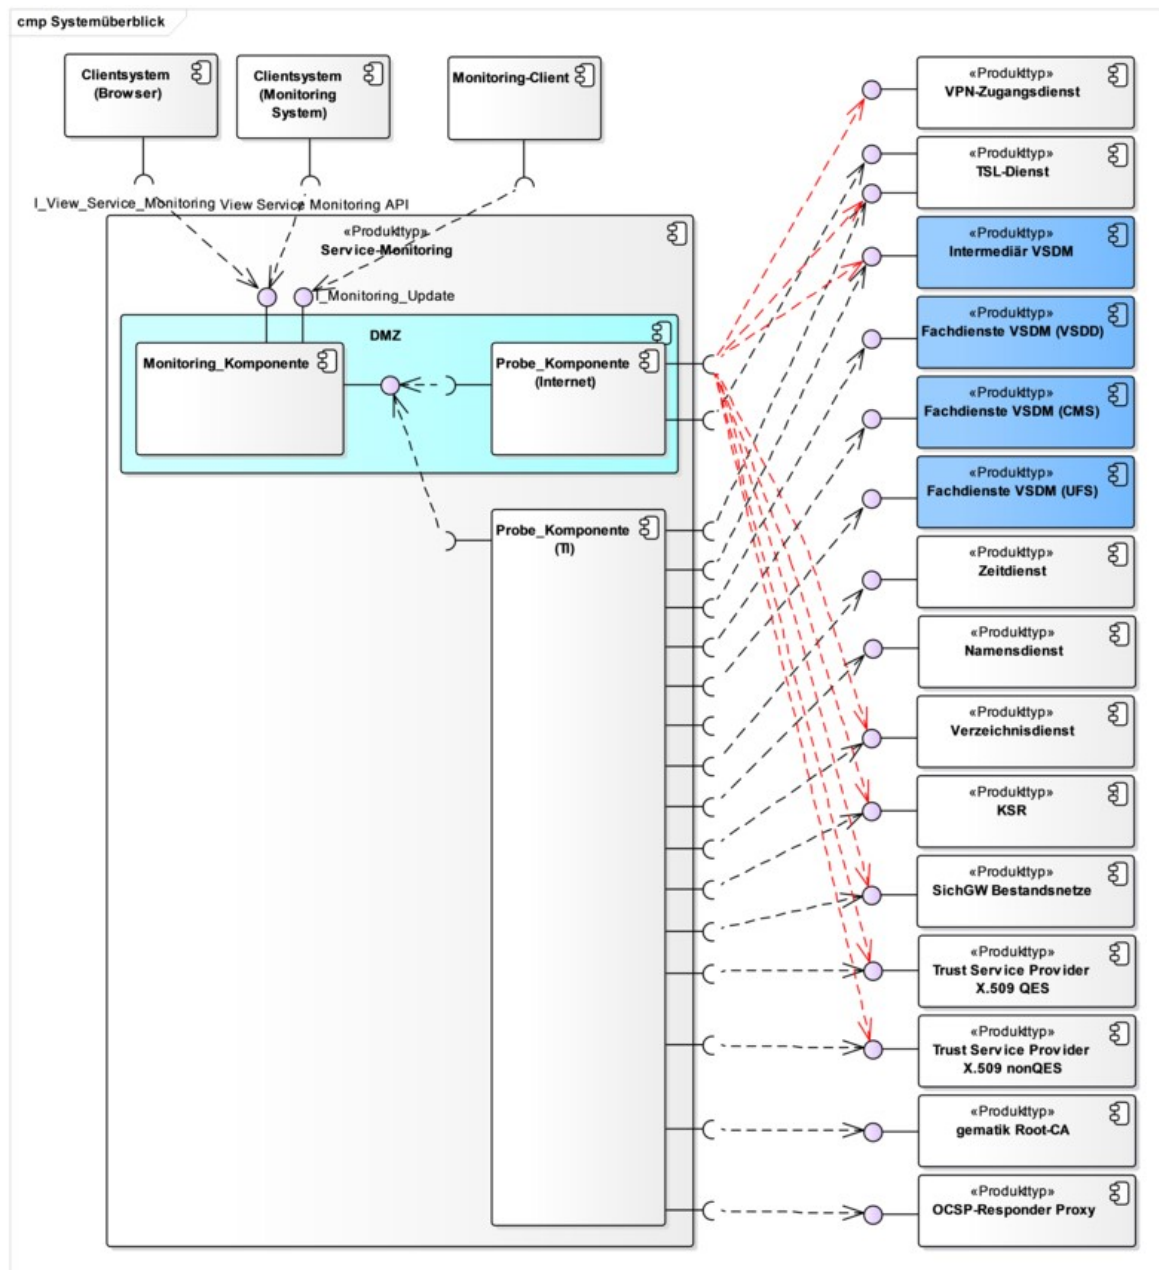 cmp Systemüberblick
Clientsystem
(Browser)
Clientsystem
(Monitoring
System)
Monitoring-Client
I_View_Service_Monitoring
View Service Monitoring API
«Produkttyp»
Service-Monitoring
I_Monitoring_Update
DMZ
Monitoring_Komponente
Probe_Komponente
(Internet)
Probe_Komponente
(TI)
«Produkttyp»
VPN-Zugangsdienst
«Produkttyp»
TSL-Dienst
«Produkttyp»
Intermediär VSDM
«Produkttyp»
Fachdienste VSDM (VSDD)
«Produkttyp»
Fachdienste VSDM (CMS)
«Produkttyp»
Fachdienste VSDM (UFS)
«Produkttyp»
Zeitdienst
«Produkttyp»
Namensdienst
«Produkttyp»
Verzeichnisdienst
«Produkttyp»
KSR
«Produkttyp»
SichGW Bestandsnetze
«Produkttyp»
Trust Service Provider
X.509 QES
«Produkttyp»
Trust Service Provider
X.509 nonQES
«Produkttyp»
gematik Root-CA
«Produkttyp»
OCSP-Responder Proxy